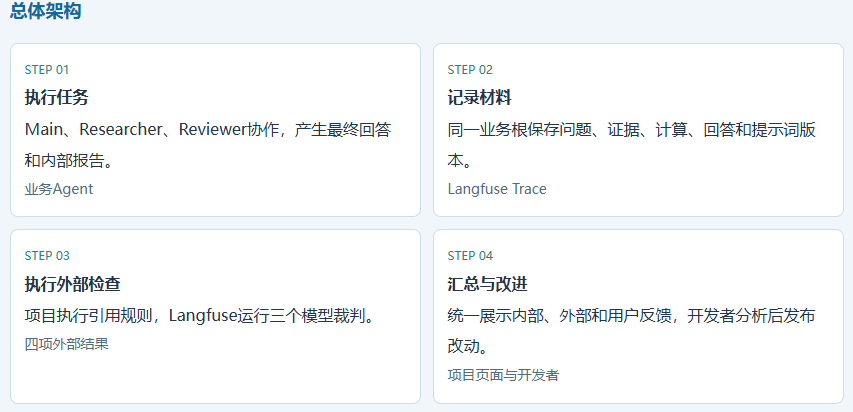 总体架构
STEP 01
执行任务
Main、Researcher、Reviewer协作，产生最终回答
和内部报告。
业务Agent
STEP 02
记录材料
同一业务根保存问题、证据、计算、回答和提示词版
本。
Langfuse Trace
STEP 03
执行外部检查
项目执行引用规则，Langfuse运行三个模型裁判。
四项外部结果
STEP 04
汇总与改进
统一展示内部、外部和用户反馈，开发者分析后发布
改动。
项目页面与开发者